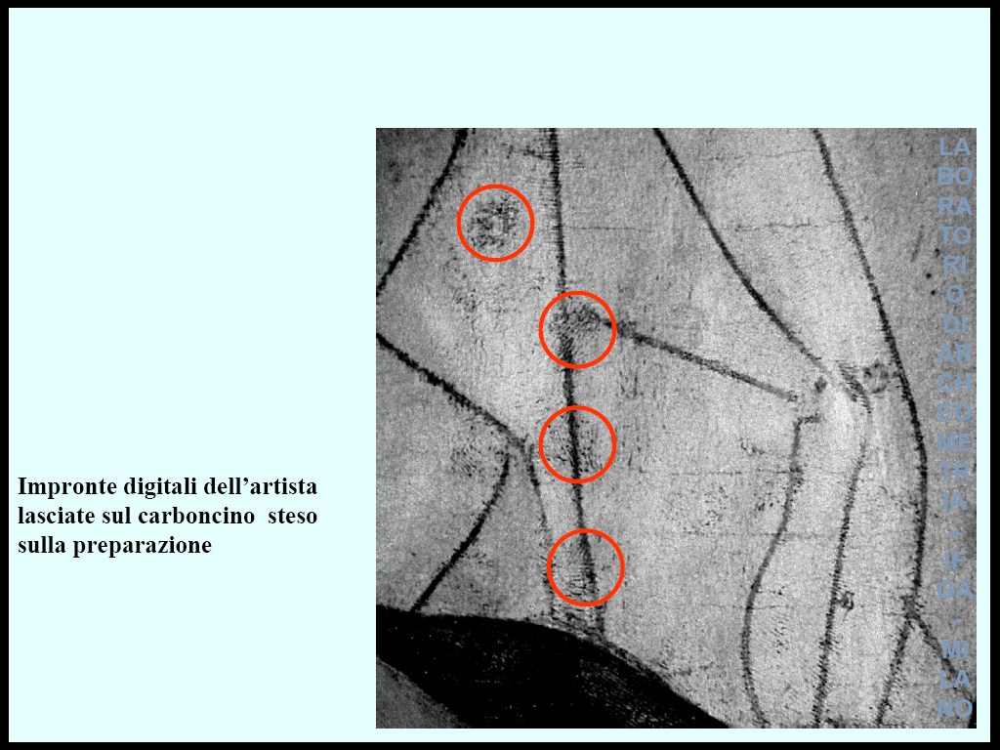 Impronte digitali dell’artista
lasciate sul carboncino  steso
sulla preparazione
LA
BO
RA
TO
RI
O
DI
AR
CH
EO
ME
TR
IA
-
IF
GA
-
MI
LA
NO